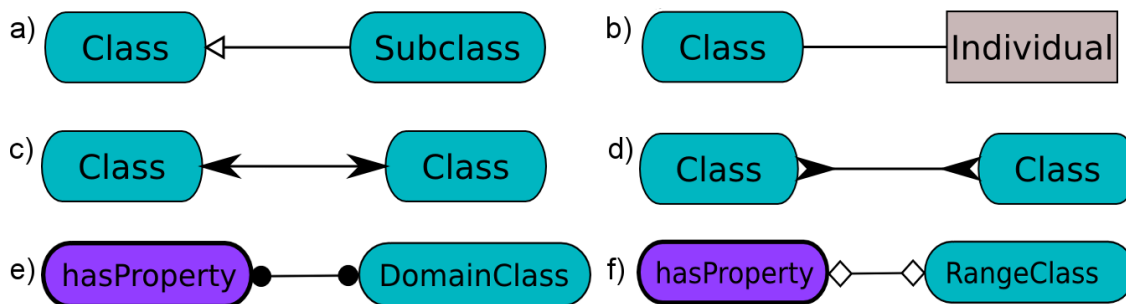 a) Class Subclass
b) Class Individual
c) Class Class
d) Class Class
e) hasProperty DomainClass
f) hasProperty RangeClass